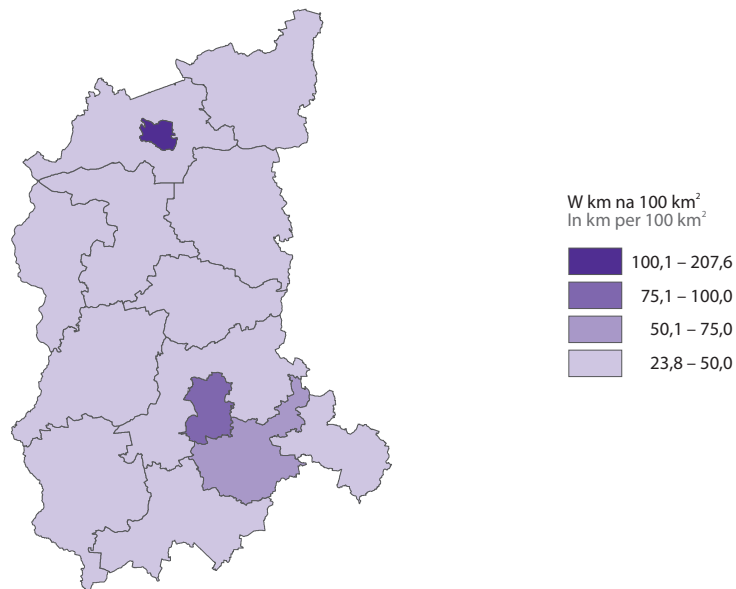 W km na 100 km²
In km per 100 km²
100,1 – 207,6
75,1 – 100,0
50,1 – 75,0
23,8 – 50,0